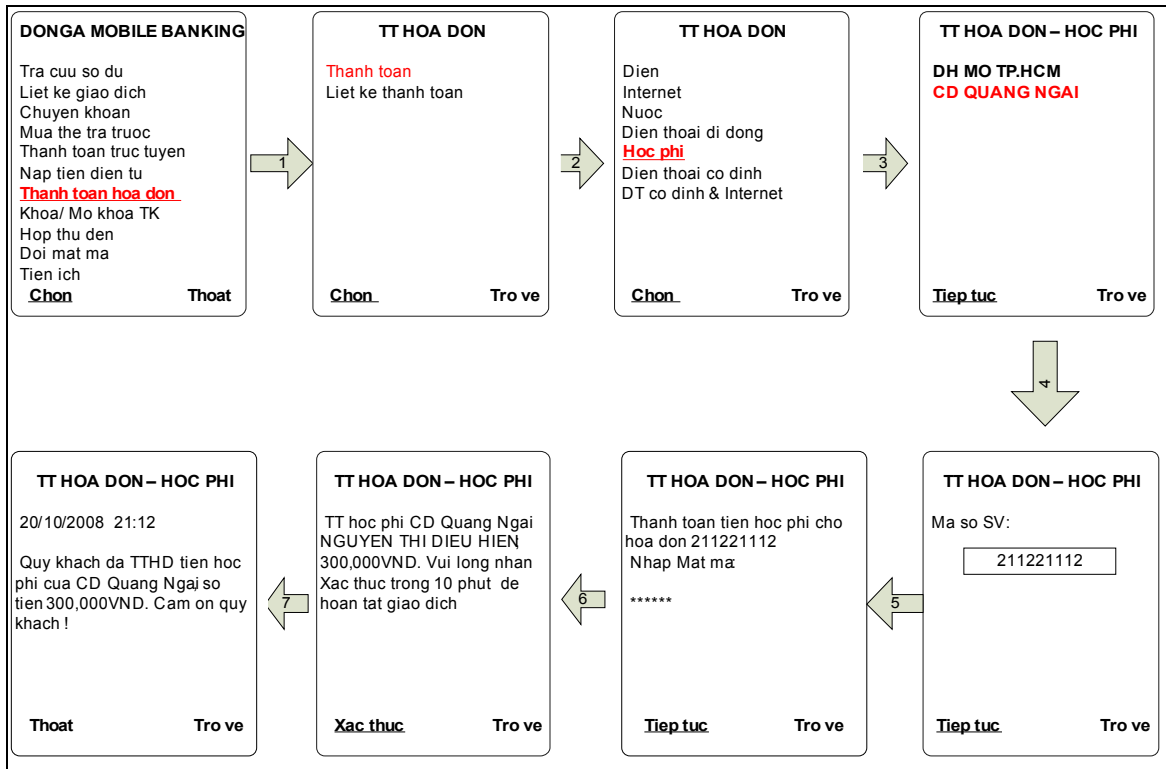 DONGA MOBILE BANKING
Tra cuu so du
Liet ke giao dich
Chuyen khoan
Mua the tra truoc
Thanh toan truc tuyen
Nap tien dien tu
Thanh toan hoa don
Khoa/ Mo khoa TK
Hop thu den
Doi mat ma
Tien ich
Chon Thoat
1
TT HOA DON
Thanh toan
Liet ke thanh toan
Chon Tro ve
2
TT HOA DON
Dien
Internet
Nuoc
Dien thoai di dong
Hoc phi
Dien thoai co dinh
DT co dinh & Internet
Chon Tro ve
3
TT HOA DON – HOC PHI
DH MO TP.HCM
CD QUANG NGAI
Tiep tuc Tro ve
4
TT HOA DON – HOC PHI
Ma so SV:
211221112
Tiep tuc Tro ve
5
TT HOA DON – HOC PHI
Thanh toan tien hoc phi cho
hoa don 211221112
Nhap Mat ma:
******
Tiep tuc Tro ve
6
TT HOA DON – HOC PHI
TT hoc phi CD Quang Ngai
NGUYEN THI DIEU HIEN,
300,000VND. Vui long nhan
Xac thuc trong 10 phut de
hoan tat giao dich
Xac thuc Tro ve
7
TT HOA DON – HOC PHI
20/10/2008 21:12
Quy khach da TTHD tien hoc
phi cua CD Quang Ngai, so
tien 300,000VND. Cam on quy
khach !
Thoat Tro ve